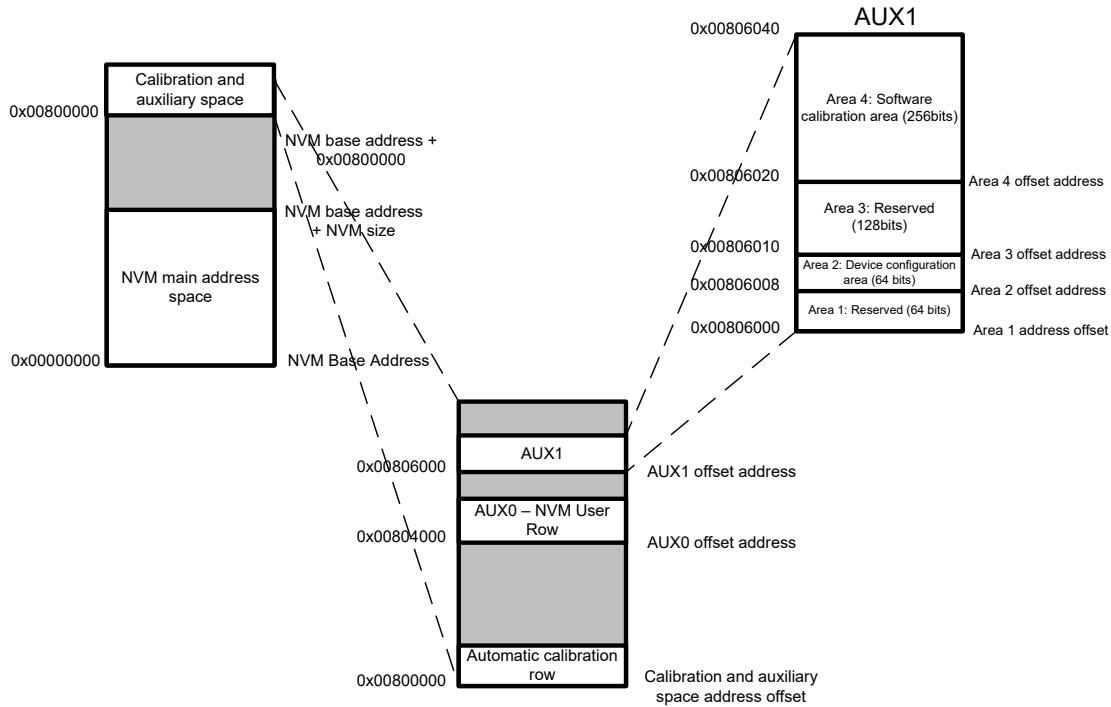 AUX1
0x00806040
Calibration and
auxiliary space
0x00800000
NVM base address +
0x00800000
NVM base address
+ NVM size
NVM main address
space
0x00000000
NVM Base Address
Area 4: Software
calibration area (256bits)
0x00806020
Area 4 offset address
Area 3: Reserved
(128bits)
0x00806010
Area 3 offset address
Area 2: Device configuration
area (64 bits)
0x00806008
Area 2 offset address
Area 1: Reserved (64 bits)
0x00806000
Area 1 address offset
AUX1
0x00806000
AUX1 offset address
AUX0 – NVM User
Row
0x00804000
AUX0 offset address
Automatic calibration
row
0x00800000
Calibration and auxiliary
space address offset